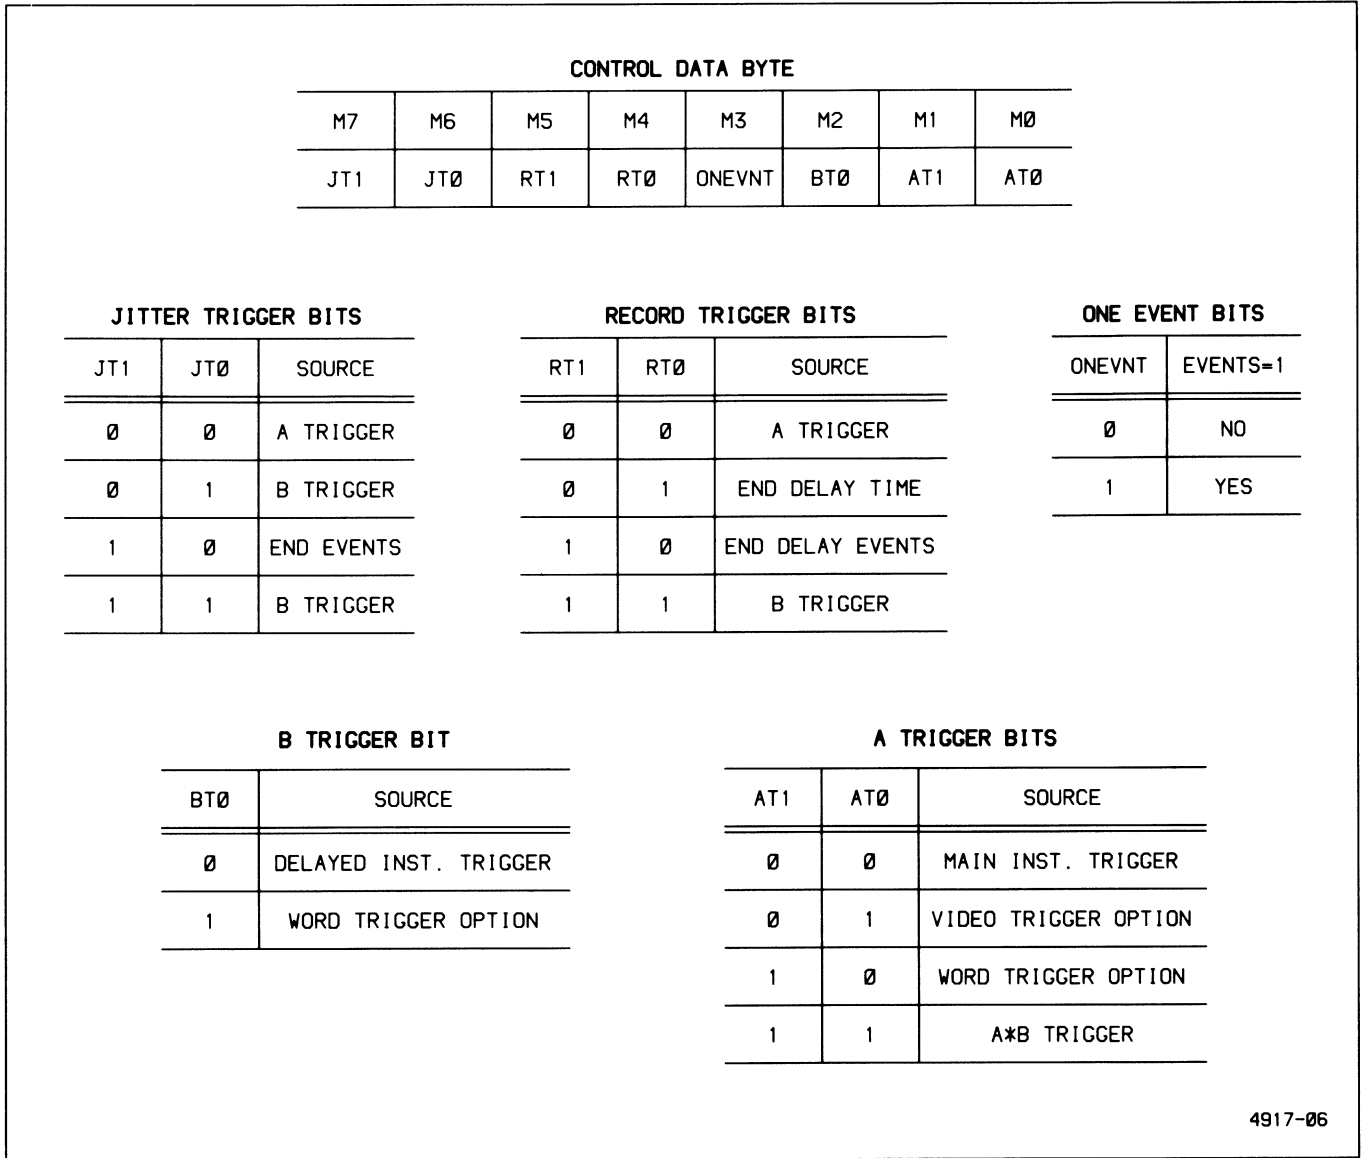 CONTROL DATA BYTE
M7 M6 M5 M4 M3 M2 M1 MØ
JT1 JTØ RT1 RTØ ONEVNT BTØ AT1 ATØ
JITTER TRIGGER BITS
JT1 JTØ SOURCE
Ø Ø A TRIGGER
Ø 1 B TRIGGER
1 Ø END EVENTS
1 1 B TRIGGER
RECORD TRIGGER BITS
RT1 RTØ SOURCE
Ø Ø A TRIGGER
Ø 1 END DELAY TIME
1 Ø END DELAY EVENTS
1 1 B TRIGGER
ONE EVENT BITS
ONEVNT EVENTS=1
Ø NO
1 YES
B TRIGGER BIT
BTØ SOURCE
Ø DELAYED INST. TRIGGER
1 WORD TRIGGER OPTION
A TRIGGER BITS
AT1 ATØ SOURCE
Ø Ø MAIN INST. TRIGGER
Ø 1 VIDEO TRIGGER OPTION
1 Ø WORD TRIGGER OPTION
1 1 A*B TRIGGER
4917-Ø6